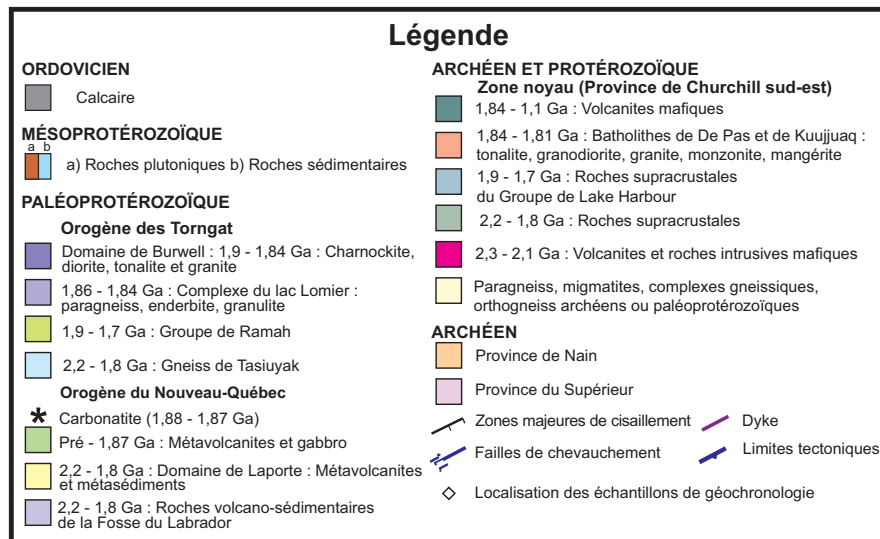 Légende
ORDOVICIEN
Calcaire
MÉSOPROTÉROZOÏQUE
a b
a) Roches plutoniques b) Roches sédimentaires
PALÉOPROTÉROZOÏQUE
Orogène des Torngat
Domaine de Burwell : 1,9 - 1,84 Ga : Charnockite,
diorite, tonalite et granite
1,86 - 1,84 Ga : Complexe du lac Lomier :
paragneiss, enderbite, granulite
1,9 - 1,7 Ga : Groupe de Ramah
2,2 - 1,8 Ga : Gneiss de Tasiuyak
Orogène du Nouveau-Québec
Carbonatite (1,88 - 1,87 Ga)
Pré - 1,87 Ga : Métavolcanites et gabbro
2,2 - 1,8 Ga : Domaine de Laporte : Métavolcanites
et métasédiments
2,2 - 1,8 Ga : Roches volcano-sédimentaires
de la Fosse du Labrador
ARCHÉEN ET PROTÉROZOÏQUE
Zone noyau (Province de Churchill sud-est)
1,84 - 1,1 Ga : Volcanites mafiques
1,84 - 1,81 Ga : Batholithes de De Pas et de Kuujjuaq :
tonalite, granodiorite, granite, monzonite, mangérite
1,9 - 1,7 Ga : Roches supracrustales
du Groupe de Lake Harbour
2,2 - 1,8 Ga : Roches supracrustales
2,3 - 2,1 Ga : Volcanites et roches intrusives mafiques
Paragneiss, migmatites, complexes gneissiques,
orthogneiss archéens ou paléoprotérozoïques
ARCHÉEN
Province de Nain
Province du Supérieur
Zones majeures de cisaillement
Dyke
Failles de chevauchement
Limites tectoniques
Localisation des échantillons de géochronologie